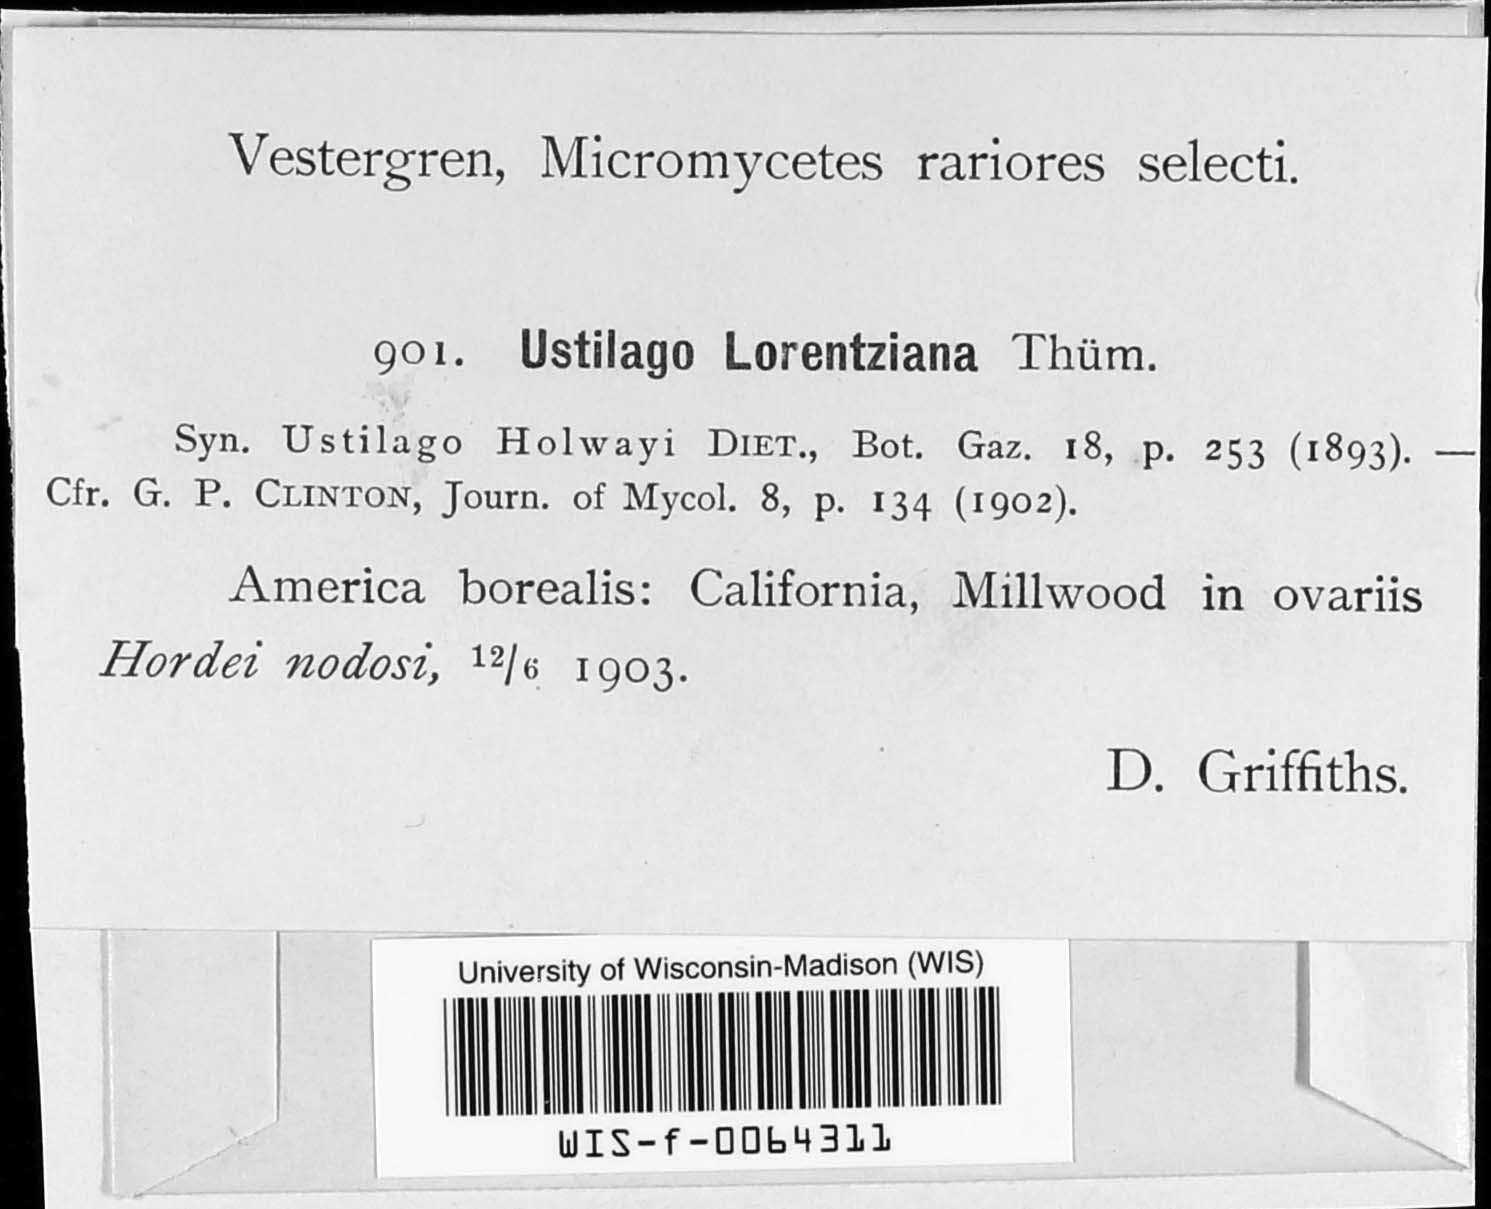 Vestergren, Micromycetes rariores selecti.
901. Ustilago Lorentziana Thüm.
Syn. Ustilago Holwayi DIET., Bot. Gaz. 18, p. 253 (1893). —
Cfr. G. P. CLINTON, Journ. of Mycol. 8, p. 134 (1902).
America borealis: California, Millwood in ovariis
Hordei nodosi, 12/6 1903.
D. Griffiths.
University of Wisconsin-Madison (WIS)
WIS-f-0064311